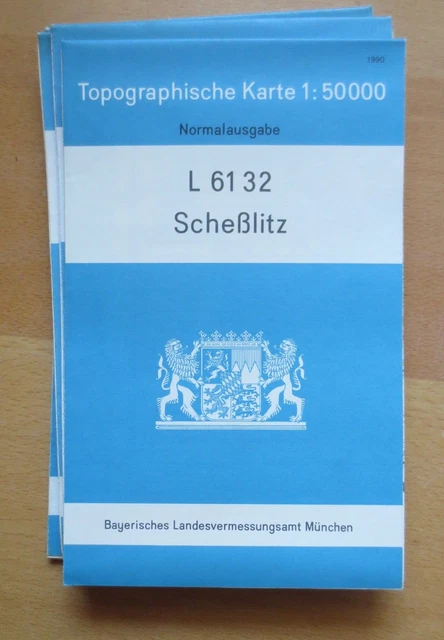 1990
Topographische Karte 1:50000
Normalausgabe
L 6132
Scheßlitz
Bayerisches Landesvermessungsamt München